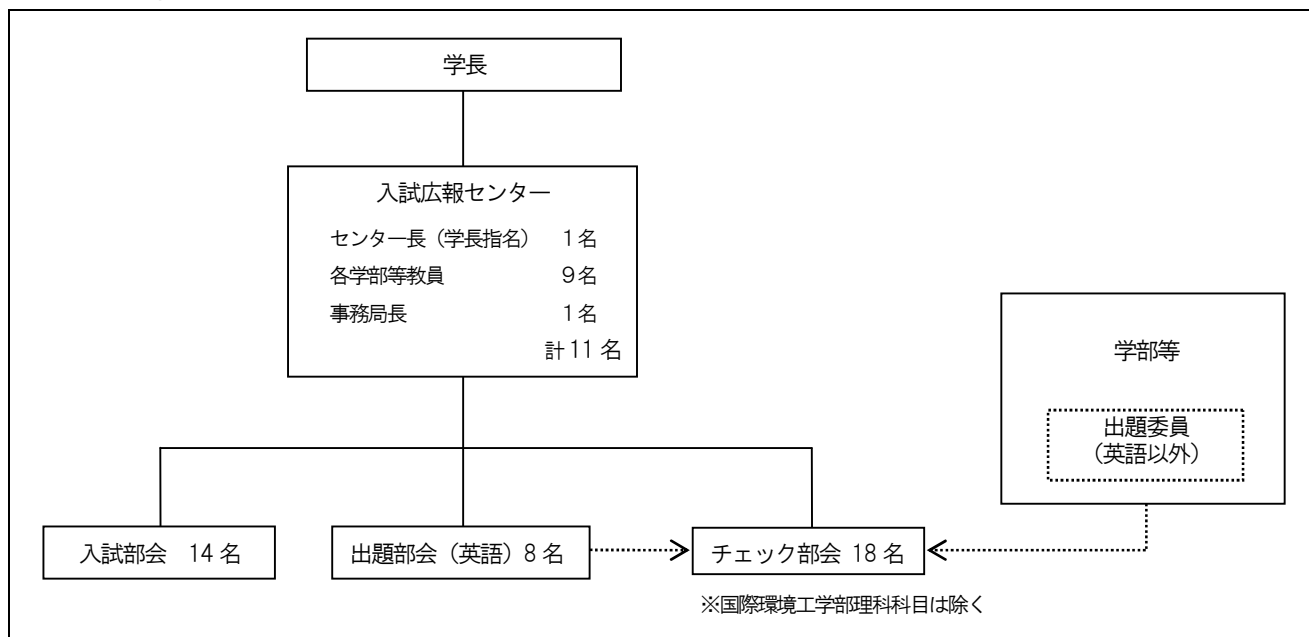 学長
入試広報センター
センター長（学長指名） 1名
各学部等教員 9名
事務局長 1名
計11 名
学部等
出題委員
（英語以外）
入試部会 14 名
出題部会（英語）8 名
チェック部会 18 名
※国際環境工学部理科科目は除く